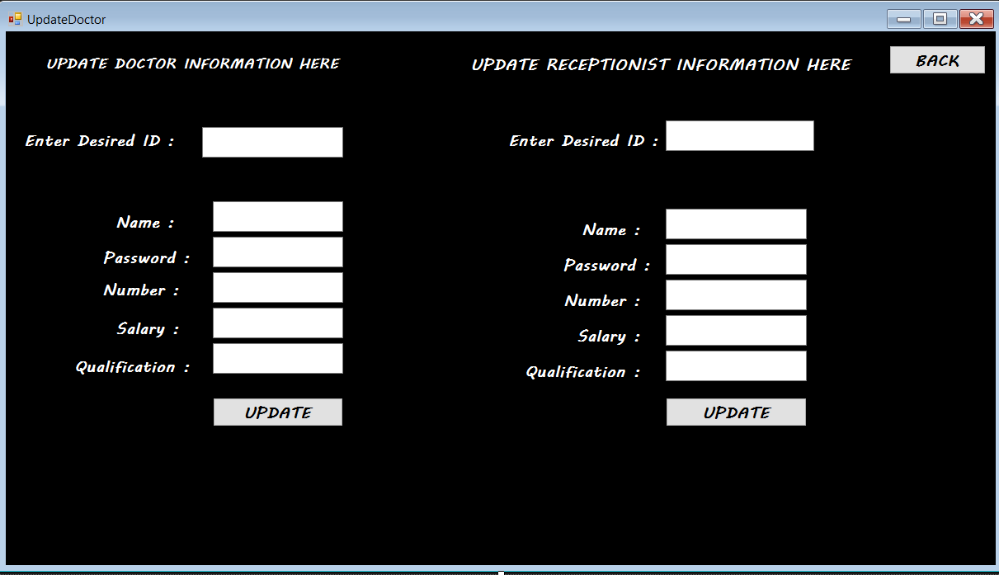 UpdateDoctor
UPDATE DOCTOR INFORMATION HERE
UPDATE RECEPTIONIST INFORMATION HERE
BACK
Enter Desired ID :
Name :
Password :
Number :
Salary :
Qualification :
UPDATE
Enter Desired ID :
Name :
Password :
Number :
Salary :
Qualification :
UPDATE